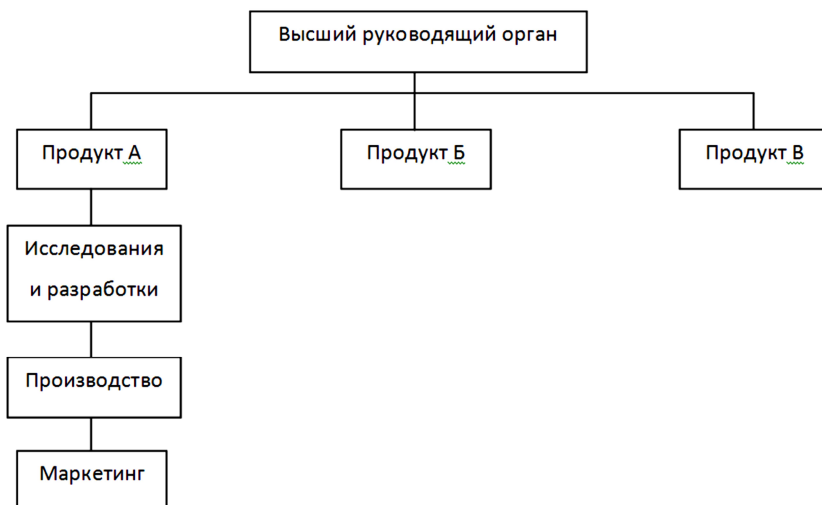 Высший руководящий орган
Продукт А
Продукт Б
Продукт В
Исследования
и разработки
Производство
Маркетинг